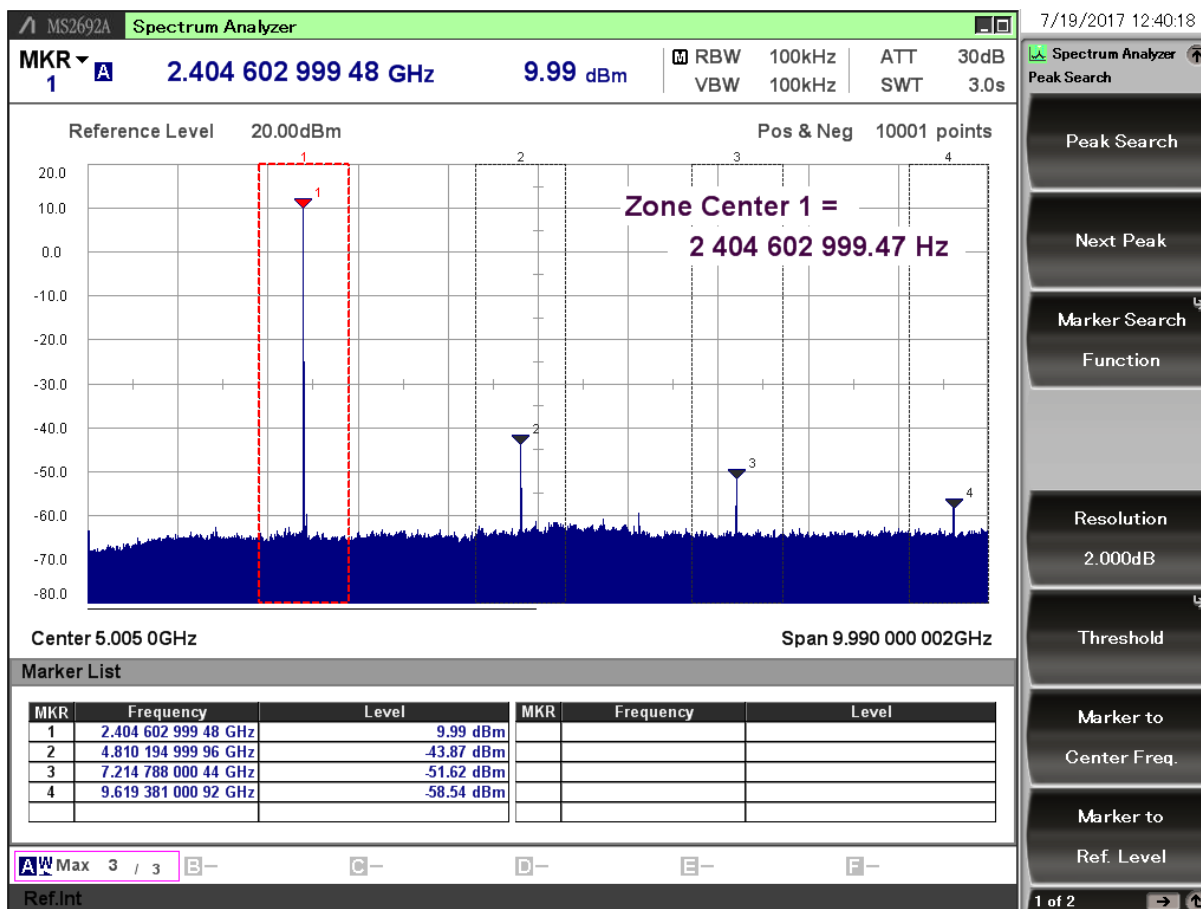 MS2692A Spectrum Analyzer
7/19/2017 12:40:18
MKR 1 A 2.404 602 999 48 GHz 9.99 dBm
M RBW 100kHz ATT 30dB
VBW 100kHz SWT 3.0s
Reference Level 20.00dBm Pos & Neg 10001 points
1 2 3 4
20.0
10.0
0.0
-10.0
-20.0
-30.0
-40.0
-50.0
-60.0
-70.0
-80.0
1
2
3
4
Zone Center 1 =
2 404 602 999.47 Hz
Center 5.005 0GHz Span 9.990 000 002GHz
Marker List
MKR Frequency Level MKR Frequency Level
1 2.404 602 999 48 GHz 9.99 dBm
2 4.810 194 999 96 GHz -43.87 dBm
3 7.214 788 000 44 GHz -51.62 dBm
4 9.619 381 000 92 GHz -58.54 dBm
A W Max 3 / 3 B- C- D- E- F-
Ref.Int
Spectrum Analyzer
Peak Search
Peak Search
Next Peak
Marker Search
Function
Resolution
2.000dB
Threshold
Marker to
Center Freq.
Marker to
Ref. Level
1 of 2